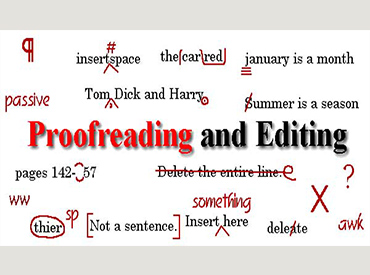 ¶ insertspace # the car red january is a month
passive Tom Dick and Harry. Summer is a season
Proofreading and Editing
pages 142- 57 Delete the entire line. ?
ww something X
thier sp Not a sentence. Insert here deleate awk